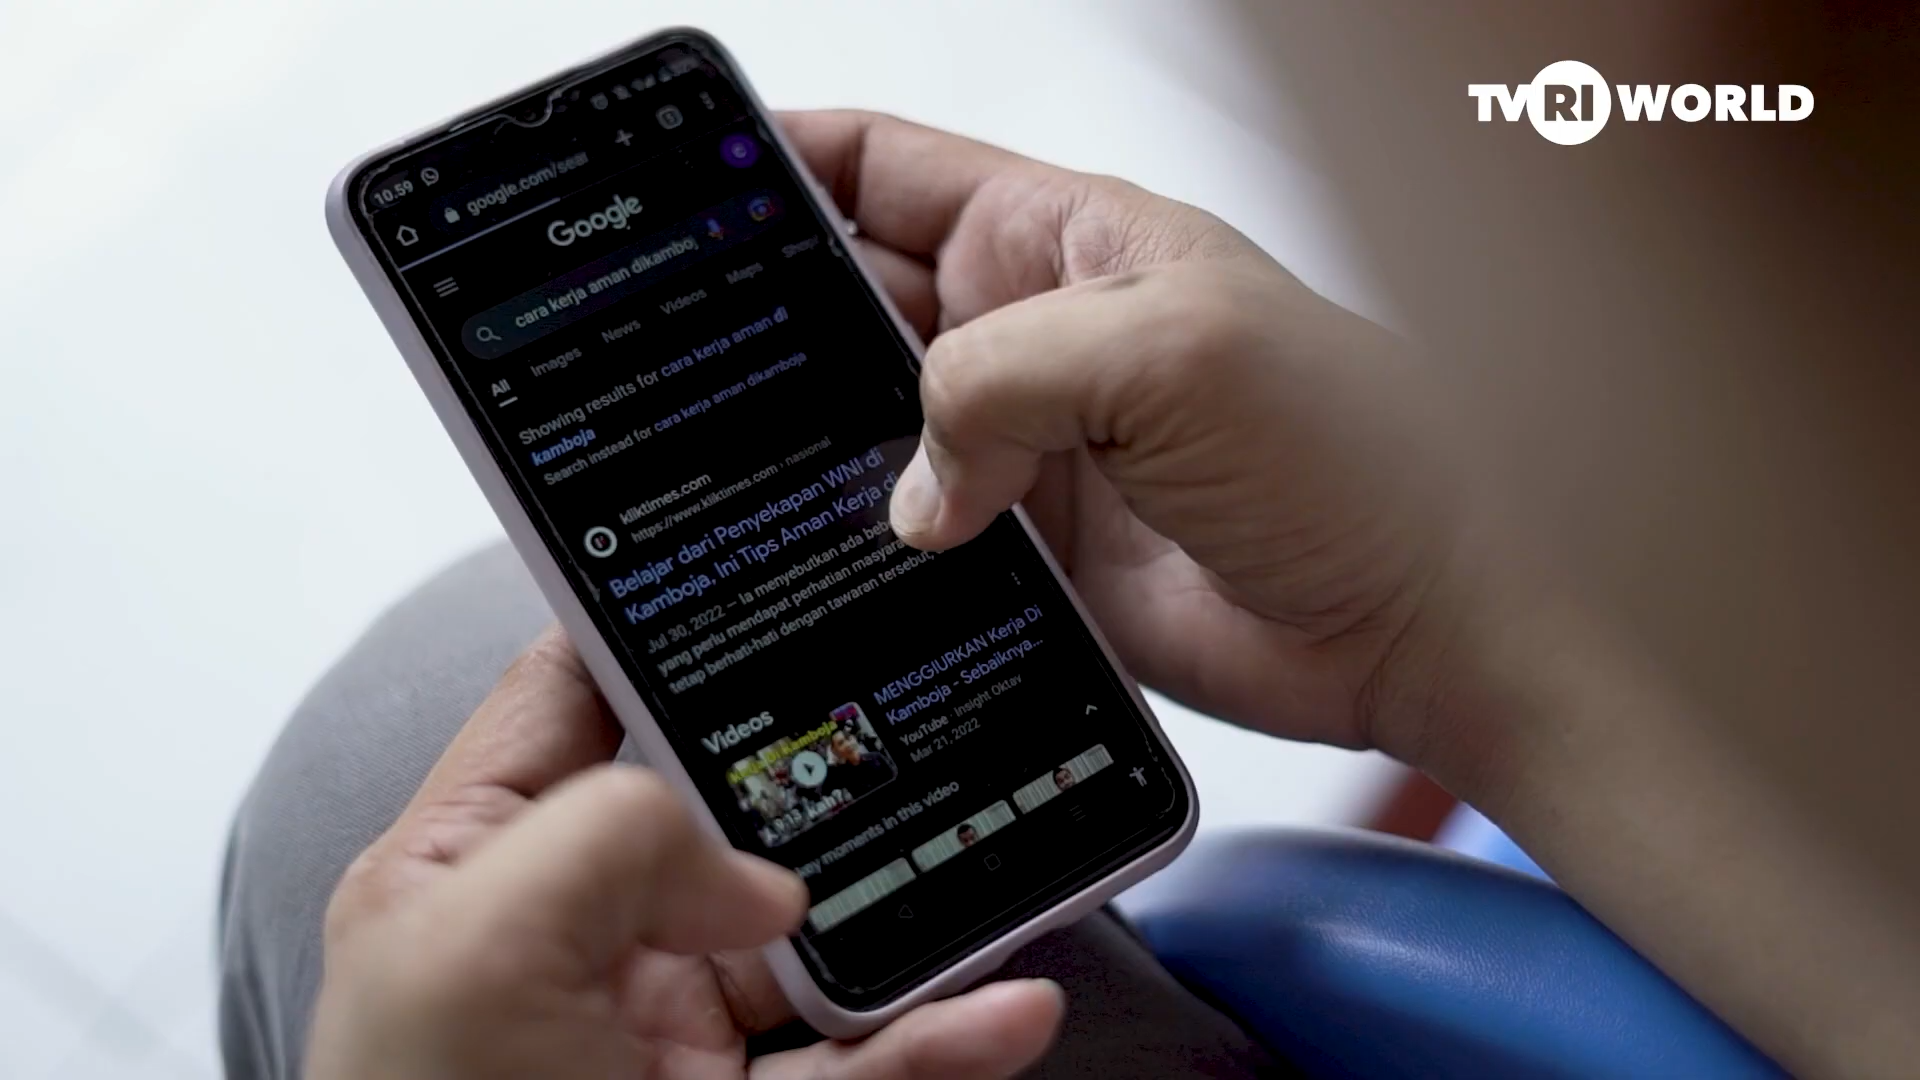 TVRI WORLD
10.59
google.com/sear
Google
cara kerja aman dikamboj
All Images News Videos Maps Shop
Showing results for cara kerja aman di
kamboja
Search instead for cara kerja aman dikamboja
kliktimes.com
https://www.kliktimes.com › nasional
Belajar dari Penyekapan WNI di
Kamboja, Ini Tips Aman Kerja di
Jul 30, 2022 — Ia menyebutkan ada beb
yang perlu mendapat perhatian masyara
tetap berhati-hati dengan tawaran tersebut,
Videos
Kamboja
MENGGIURKAN Kerja Di
Kamboja - Sebaiknya...
YouTube · Insight Oktav
Mar 21, 2022
key moments in this video